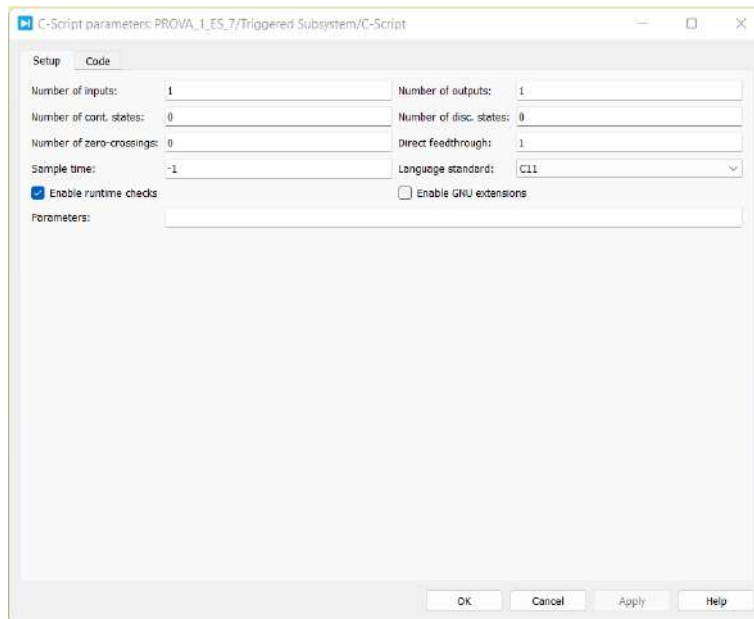 C-Script parameters: PROVA_1_ES_7/Triggered Subsystem/C-Script
Setup Code
Number of inputs: 1 Number of outputs: 1
Number of cont. states: 0 Number of disc. states: 0
Number of zero-crossings: 0 Direct feedthrough: 1
Sample time: -1 Language standard: C11
Enable runtime checks Enable GNU extensions
Parameters:
OK Cancel Apply Help